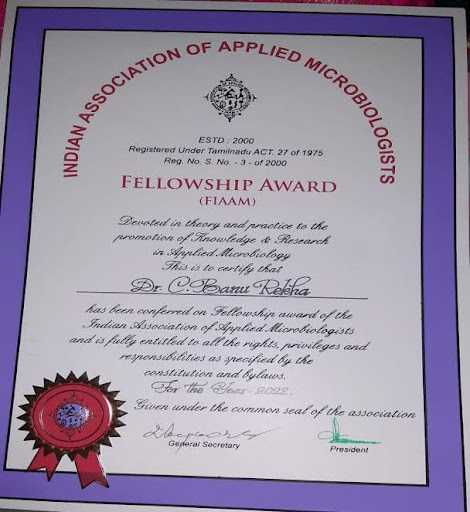 INDIAN ASSOCIATION OF APPLIED MICROBIOLOGISTS
ESTD : 2000
Registered Under Tamilnadu ACT. 27 of 1975
Reg. No. S. No. - 3 - of 2000
FELLOWSHIP AWARD
(FIAAM)
Devoted in theory and practice to the
promotion of Knowledge & Research
in Applied Microbiology
This is to certify that
Dr. C. Banu Rekha
has been conferred on Fellowship award of the
Indian Association of Applied Microbiologists
and is fully entitled to all the rights, privileges and
responsibilities as specified by the
constitution and bylaws.
For The Year - 2022.
Given under the common seal of the association
General Secretary
President